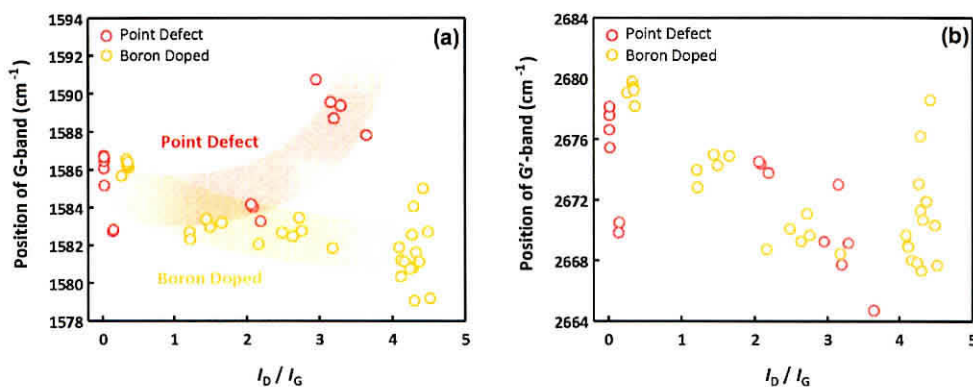 1594
1592
1590
1588
1586
1584
1582
1580
1578
Position of G-band (cm⁻¹)
Point Defect
Boron Doped
(a)
Point Defect
Boron Doped
0 1 2 3 4 5
I_D / I_G
2684
2680
2676
2672
2668
2664
Position of G'-band (cm⁻¹)
Point Defect
Boron Doped
(b)
0 1 2 3 4 5
I_D / I_G